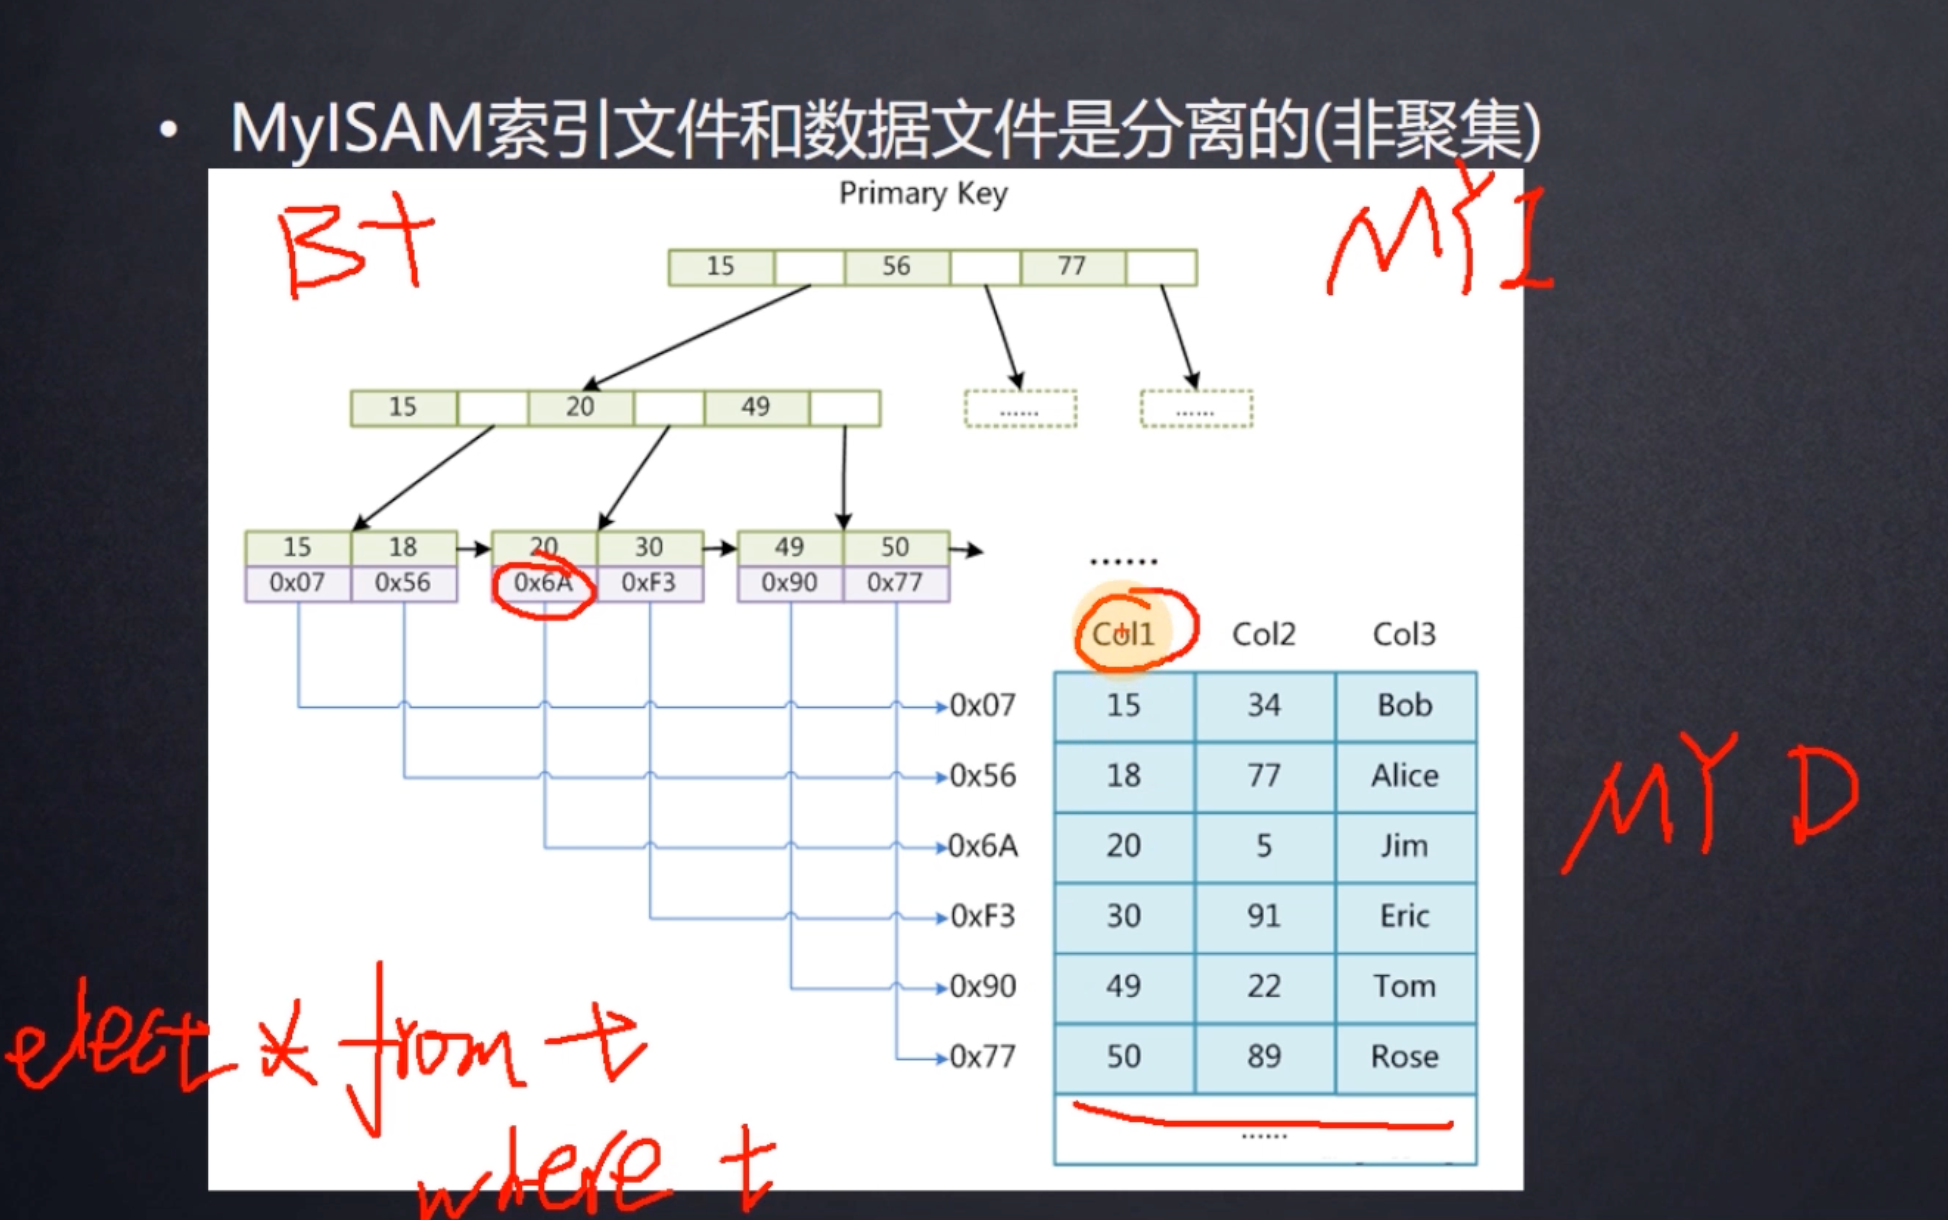 • MyISAM索引文件和数据文件是分离的(非聚集)
Primary Key
B+
MYI
15 56 77
15 20 49
...... ......
15 18 20 30 49 50
0x07 0x56 0x6A 0xF3 0x90 0x77
......
Col1 Col2 Col3
0x07 15 34 Bob
0x56 18 77 Alice
0x6A 20 5 Jim
0xF3 30 91 Eric
0x90 49 22 Tom
0x77 50 89 Rose
......
MYD
elect * from t
where t